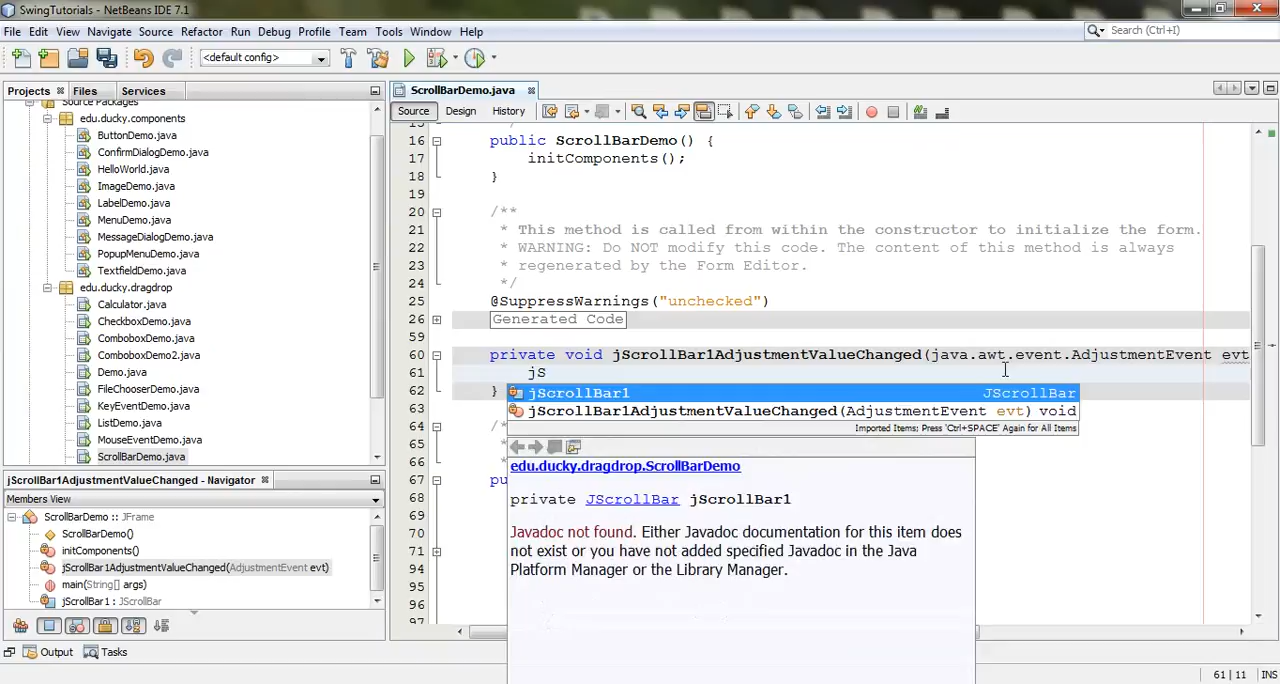 SwingTutorials - NetBeans IDE 7.1
File Edit View Navigate Source Refactor Run Debug Profile Team Tools Window Help
Search (Ctrl+I)
<default config>
Projects Files Services
ScrollBarDemo.java
Source Design History
Source Packages
edu.ducky.components
ButtonDemo.java
ConfirmDialogDemo.java
HelloWorld.java
ImageDemo.java
LabelDemo.java
MenuDemo.java
MessageDialogDemo.java
PopupMenuDemo.java
TextfieldDemo.java
edu.ducky.dragdrop
Calculator.java
CheckboxDemo.java
ComboboxDemo.java
ComboboxDemo2.java
Demo.java
FileChooserDemo.java
KeyEventDemo.java
ListDemo.java
MouseEventDemo.java
ScrollBarDemo.java
jScrollBar1AdjustmentValueChanged - Navigator
Members View
ScrollBarDemo :: JFrame
ScrollBarDemo()
initComponents()
jScrollBar1AdjustmentValueChanged(AdjustmentEvent evt)
main(String[] args)
jScrollBar1 : JScrollBar
Output Tasks
15 */
16 public ScrollBarDemo() {
17 initComponents();
18 }
19
20 /**
21 * This method is called from within the constructor to initialize the form.
22 * WARNING: Do NOT modify this code. The content of this method is always
23 * regenerated by the Form Editor.
24 */
25 @SuppressWarnings("unchecked")
26 Generated Code
59
60 private void jScrollBar1AdjustmentValueChanged(java.awt.event.AdjustmentEvent evt
61 jS
62 }
63
64 /*
65 *
66 *
67 pu
68
69
70
71
94
95
96
97
jScrollBar1 JScrollBar
jScrollBar1AdjustmentValueChanged(AdjustmentEvent evt) void
Imported Items; Press 'Ctrl+SPACE' Again for All Items
edu.ducky.dragdrop.ScrollBarDemo
private JScrollBar jScrollBar1
Javadoc not found. Either Javadoc documentation for this item does
not exist or you have not added specified Javadoc in the Java
Platform Manager or the Library Manager.
61 | 11 INS